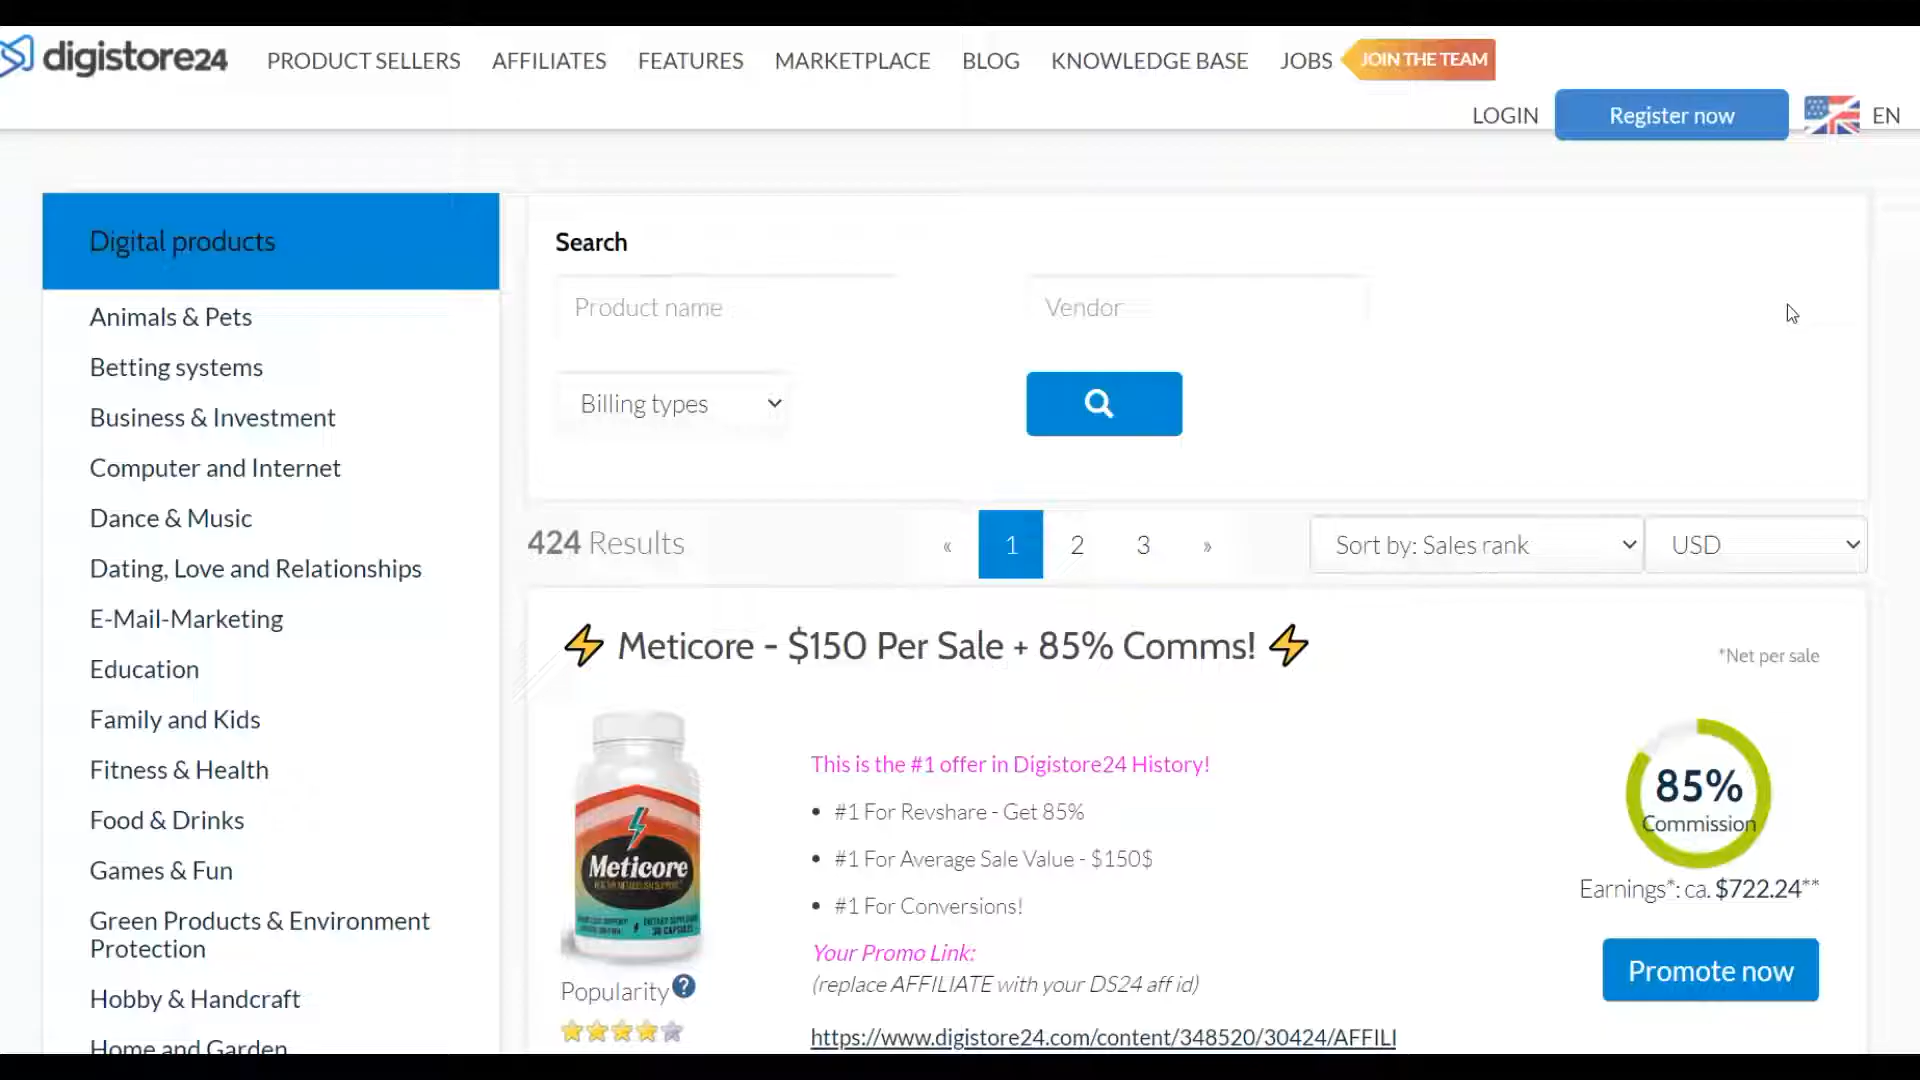 digistore24
PRODUCT SELLERS AFFILIATES FEATURES MARKETPLACE BLOG KNOWLEDGE BASE JOBS JOIN THE TEAM
LOGIN Register now EN
Digital products
Animals & Pets
Betting systems
Business & Investment
Computer and Internet
Dance & Music
Dating, Love and Relationships
E-Mail-Marketing
Education
Family and Kids
Fitness & Health
Food & Drinks
Games & Fun
Green Products & Environment
Protection
Hobby & Handcraft
Home and Garden
Search
Product name Vendor
Billing types
424 Results « 1 2 3 » Sort by: Sales rank USD
⚡ Meticore - $150 Per Sale + 85% Comms! ⚡
*Net per sale
Meticore
This is the #1 offer in Digistore24 History!
• #1 For Revshare - Get 85%
• #1 For Average Sale Value - $150$
• #1 For Conversions!
Your Promo Link:
(replace AFFILIATE with your DS24 aff id)
https://www.digistore24.com/content/348520/30424/AFFILI
Popularity ?
85%
Commission
Earnings*: ca. $722.24**
Promote now